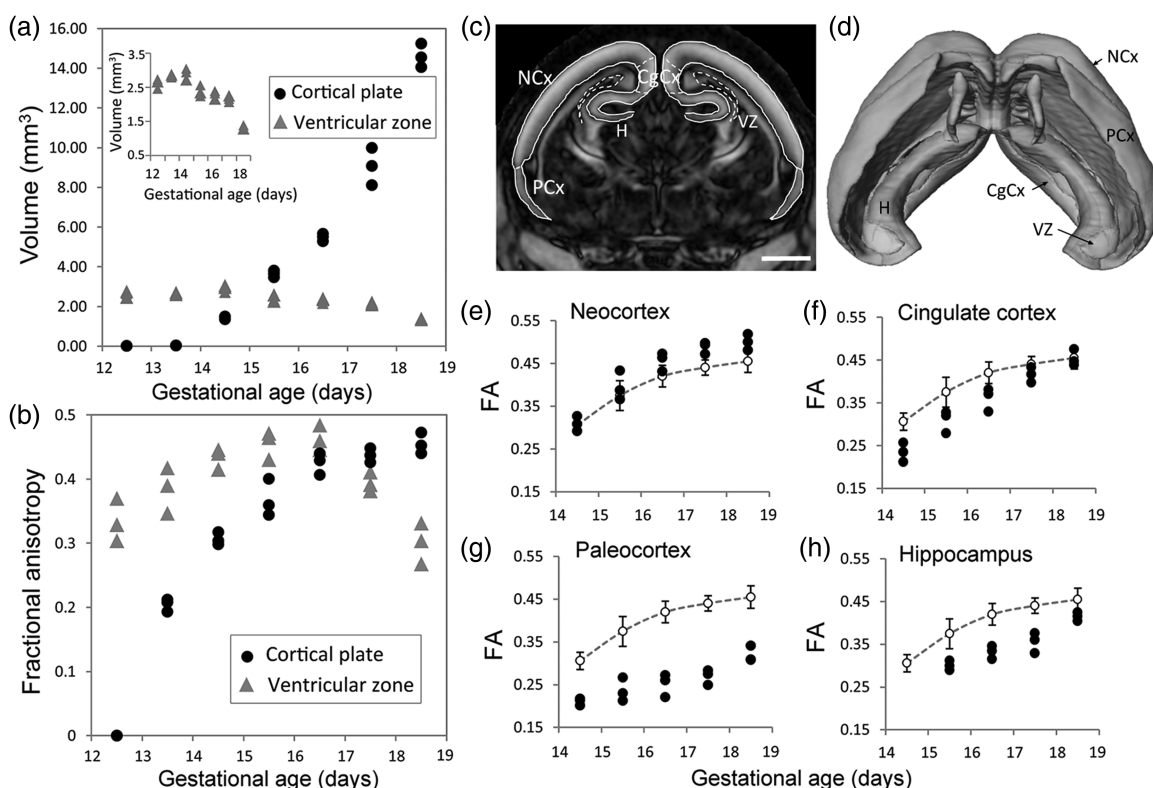 (a)
16.00
14.00
12.00
10.00
8.00
6.00
4.00
2.00
0.00
Volume (mm³)
12 13 14 15 16 17 18 19
Gestational age (days)
3.5
2.5
1.5
0.5
Volume (mm³)
12 14 16 18
Gestational age (days)
Cortical plate
Ventricular zone
(b)
0.5
0.4
0.3
0.2
0.1
0
Fractional anisotropy
Cortical plate
Ventricular zone
12 13 14 15 16 17 18 19
Gestational age (days)
(c)
NCx
CgCx
H
VZ
PCx
(d)
NCx
PCx
CgCx
H
VZ
(e)
Neocortex
0.55
0.45
0.35
0.25
0.15
FA
14 15 16 17 18 19
(f)
Cingulate cortex
0.55
0.45
0.35
0.25
0.15
FA
14 15 16 17 18 19
(g)
Paleocortex
0.55
0.45
0.35
0.25
0.15
FA
14 15 16 17 18 19
(h)
Hippocampus
0.55
0.45
0.35
0.25
0.15
FA
14 15 16 17 18 19
Gestational age (days)